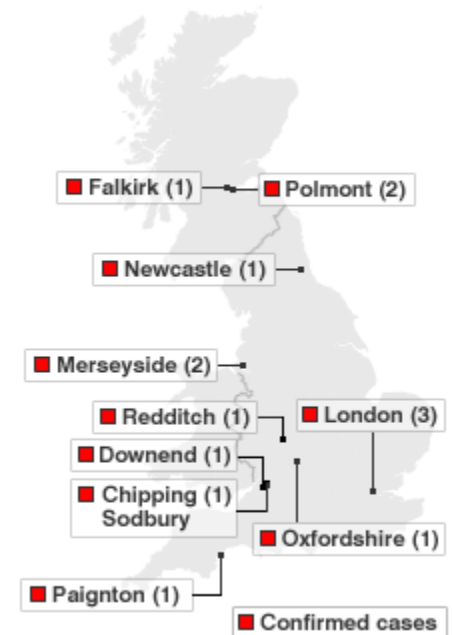 Falkirk (1)
Polmont (2)
Newcastle (1)
Merseyside (2)
Redditch (1)
London (3)
Downend (1)
Chipping (1)
Sodbury
Oxfordshire (1)
Paignton (1)
Confirmed cases